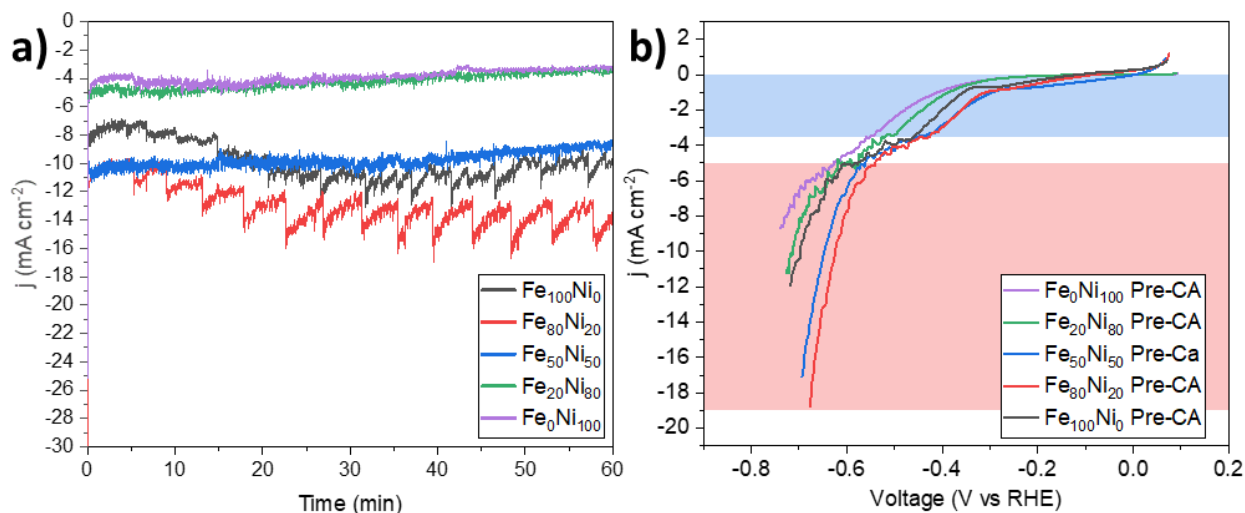 a)
0
-2
-4
-6
-8
-10
-12
-14
-16
-18
-20
-22
-24
-26
-28
-30
j (mA cm⁻²)
Fe₁₀₀Ni₀
Fe₈₀Ni₂₀
Fe₅₀Ni₅₀
Fe₂₀Ni₈₀
Fe₀Ni₁₀₀
0 10 20 30 40 50 60
Time (min)
b)
2
0
-2
-4
-6
-8
-10
-12
-14
-16
-18
-20
j (mA cm⁻²)
Fe₀Ni₁₀₀ Pre-CA
Fe₂₀Ni₈₀ Pre-CA
Fe₅₀Ni₅₀ Pre-Ca
Fe₈₀Ni₂₀ Pre-CA
Fe₁₀₀Ni₀ Pre-CA
-0.8 -0.6 -0.4 -0.2 0.0 0.2
Voltage (V vs RHE)